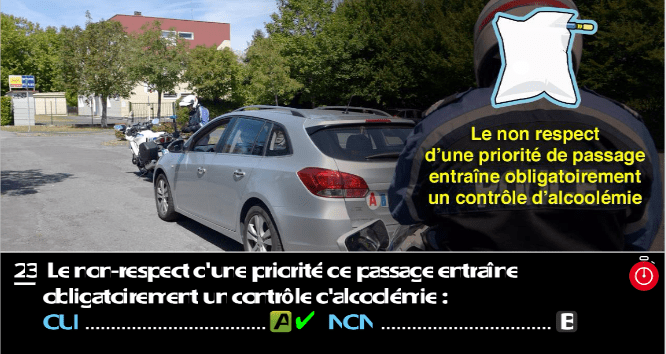 Le non respect
d'une priorité de passage
entraîne obligatoirement
un contrôle d'alcoolémie
A
23 Le non-respect d'une priorité de passage entraîne
obligatoirement un contrôle d'alcoolémie :
OUI .............................. A ✓ NON .............................. E